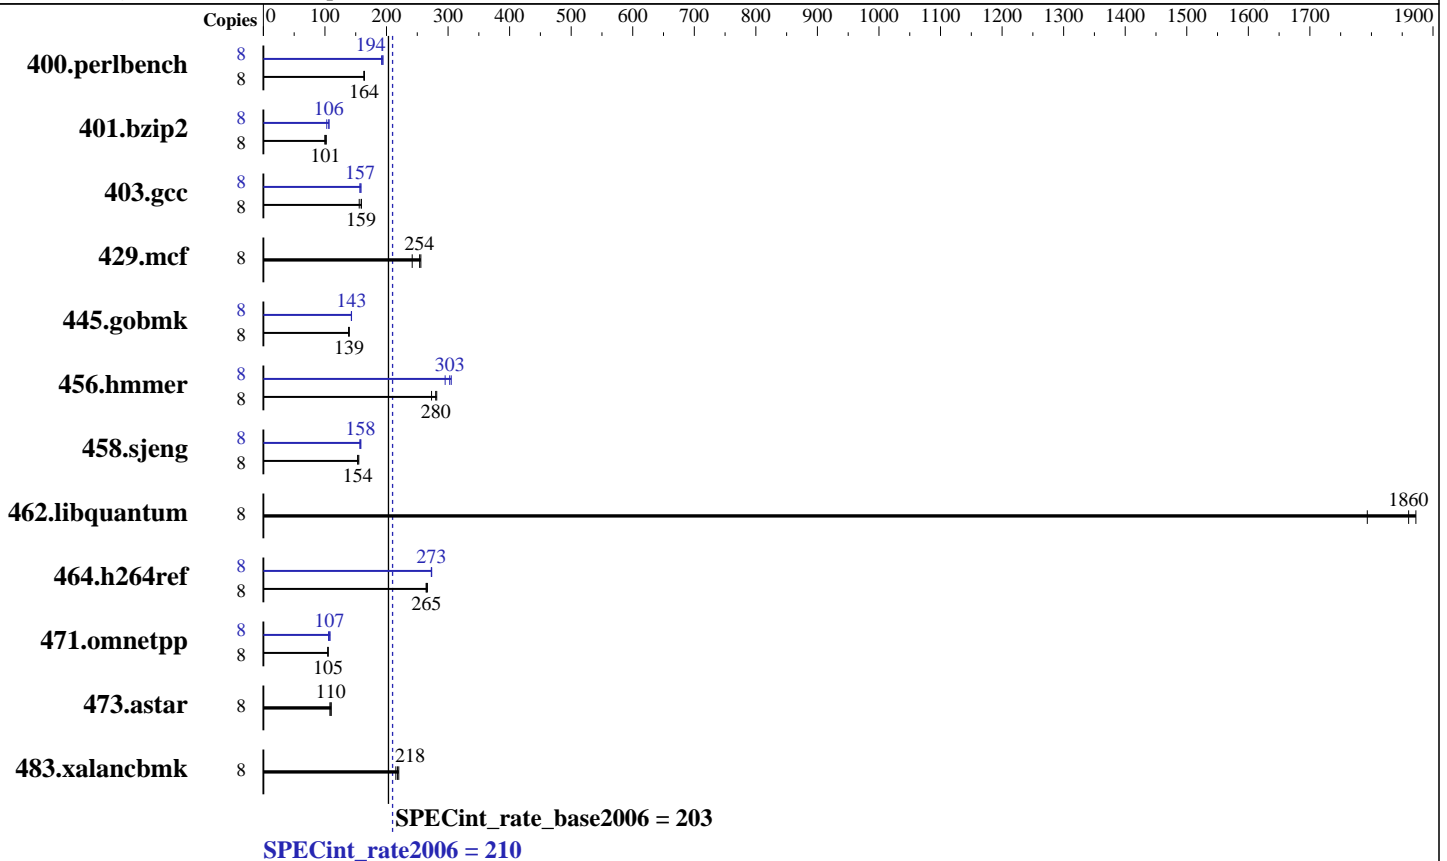 Copies 0 100 200 300 400 500 600 700 800 900 1000 1100 1200 1300 1400 1500 1600 1700 1900
8 194
400.perlbench
8 164
8 106
401.bzip2
8 101
8 157
403.gcc
8 159
429.mcf 8 254
8 143
445.gobmk
8 139
8 303
456.hmmer
8 280
8 158
458.sjeng
8 154
462.libquantum 8 1860
8 273
464.h264ref
8 265
8 107
471.omnetpp
8 105
473.astar 8 110
483.xalancbmk 8 218
SPECint_rate_base2006 = 203
SPECint_rate2006 = 210